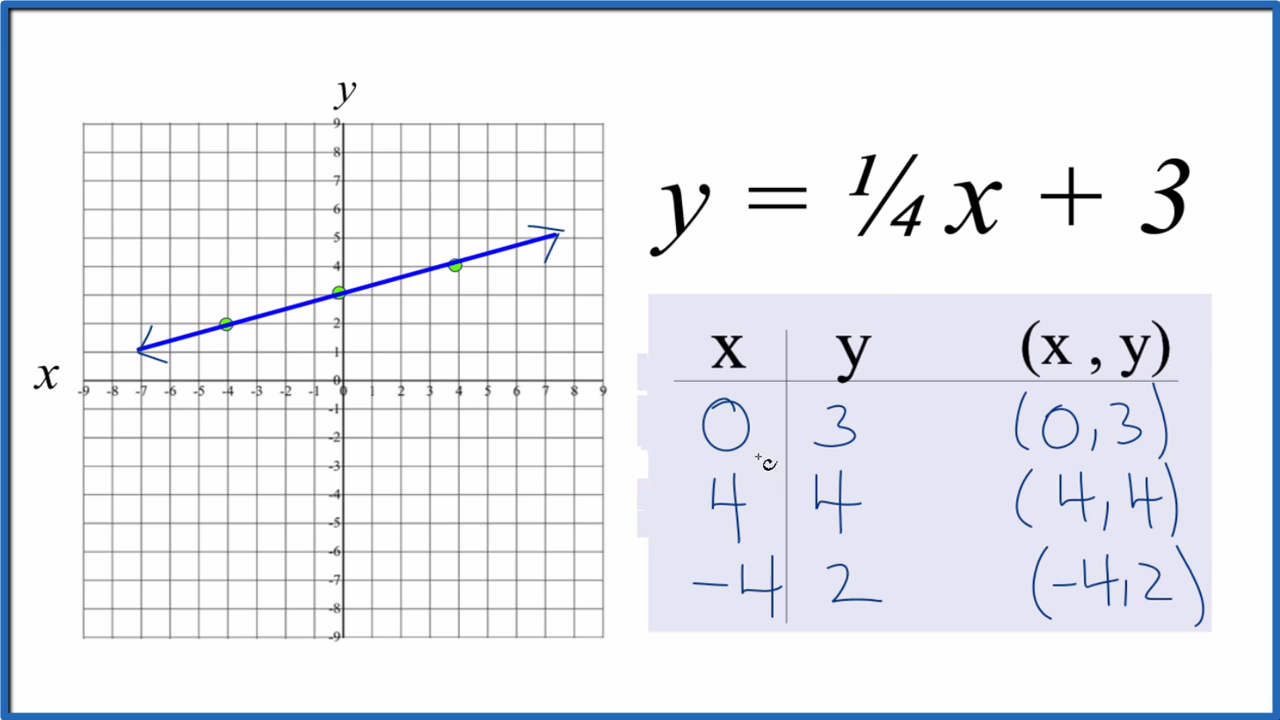 y
9
8
7
6
5
4
2
1
x
0
-9 -8 -7 -6 -5 -4 -3 -2 -1 0 1 2 3 4 5 6 7 8 9
-1
-2
-3
-4
-5
-6
-7
-8
-9
y = ¼ x + 3
x y (x , y)
0 3 (0,3)
4 4 (4,4)
-4 2 (-4,2)